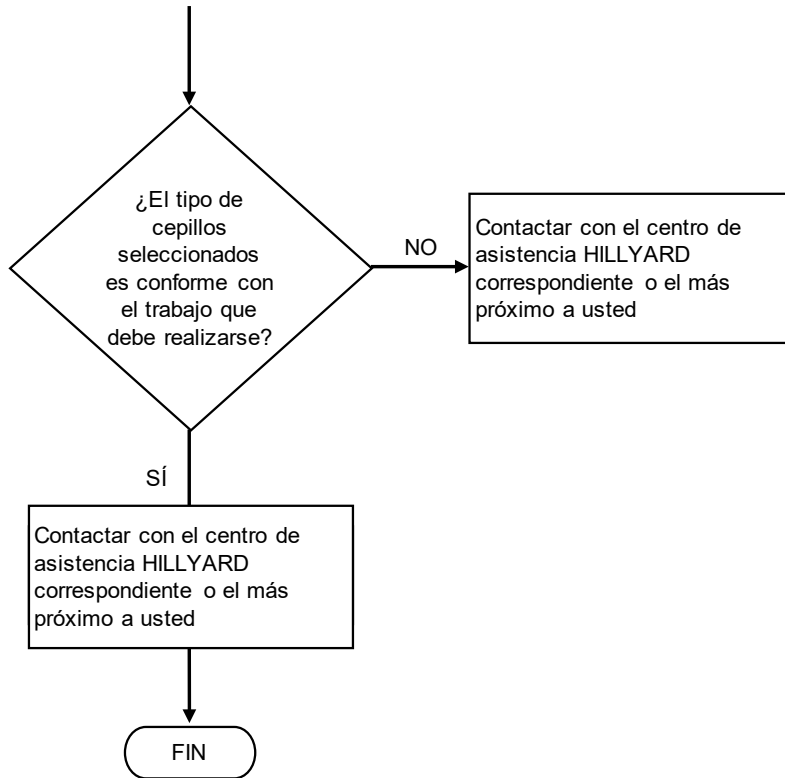 ¿El tipo de
cepillos
seleccionados
es conforme con
el trabajo que
debe realizarse?
NO
Contactar con el centro de
asistencia HILLYARD
correspondiente o el más
próximo a usted
SÍ
Contactar con el centro de
asistencia HILLYARD
correspondiente o el más
próximo a usted
FIN